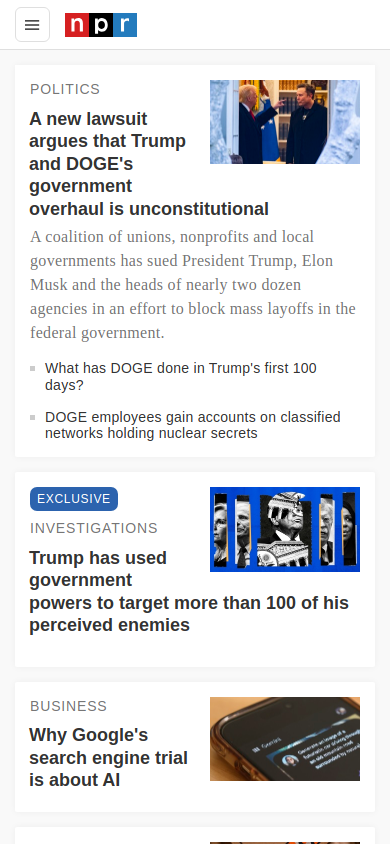 npr
POLITICS
A new lawsuit
argues that Trump
and DOGE's
government
overhaul is unconstitutional
A coalition of unions, nonprofits and local
governments has sued President Trump, Elon
Musk and the heads of nearly two dozen
agencies in an effort to block mass layoffs in the
federal government.
What has DOGE done in Trump's first 100
days?
DOGE employees gain accounts on classified
networks holding nuclear secrets
EXCLUSIVE
INVESTIGATIONS
Trump has used
government
powers to target more than 100 of his
perceived enemies
BUSINESS
Why Google's
search engine trial
is about AI